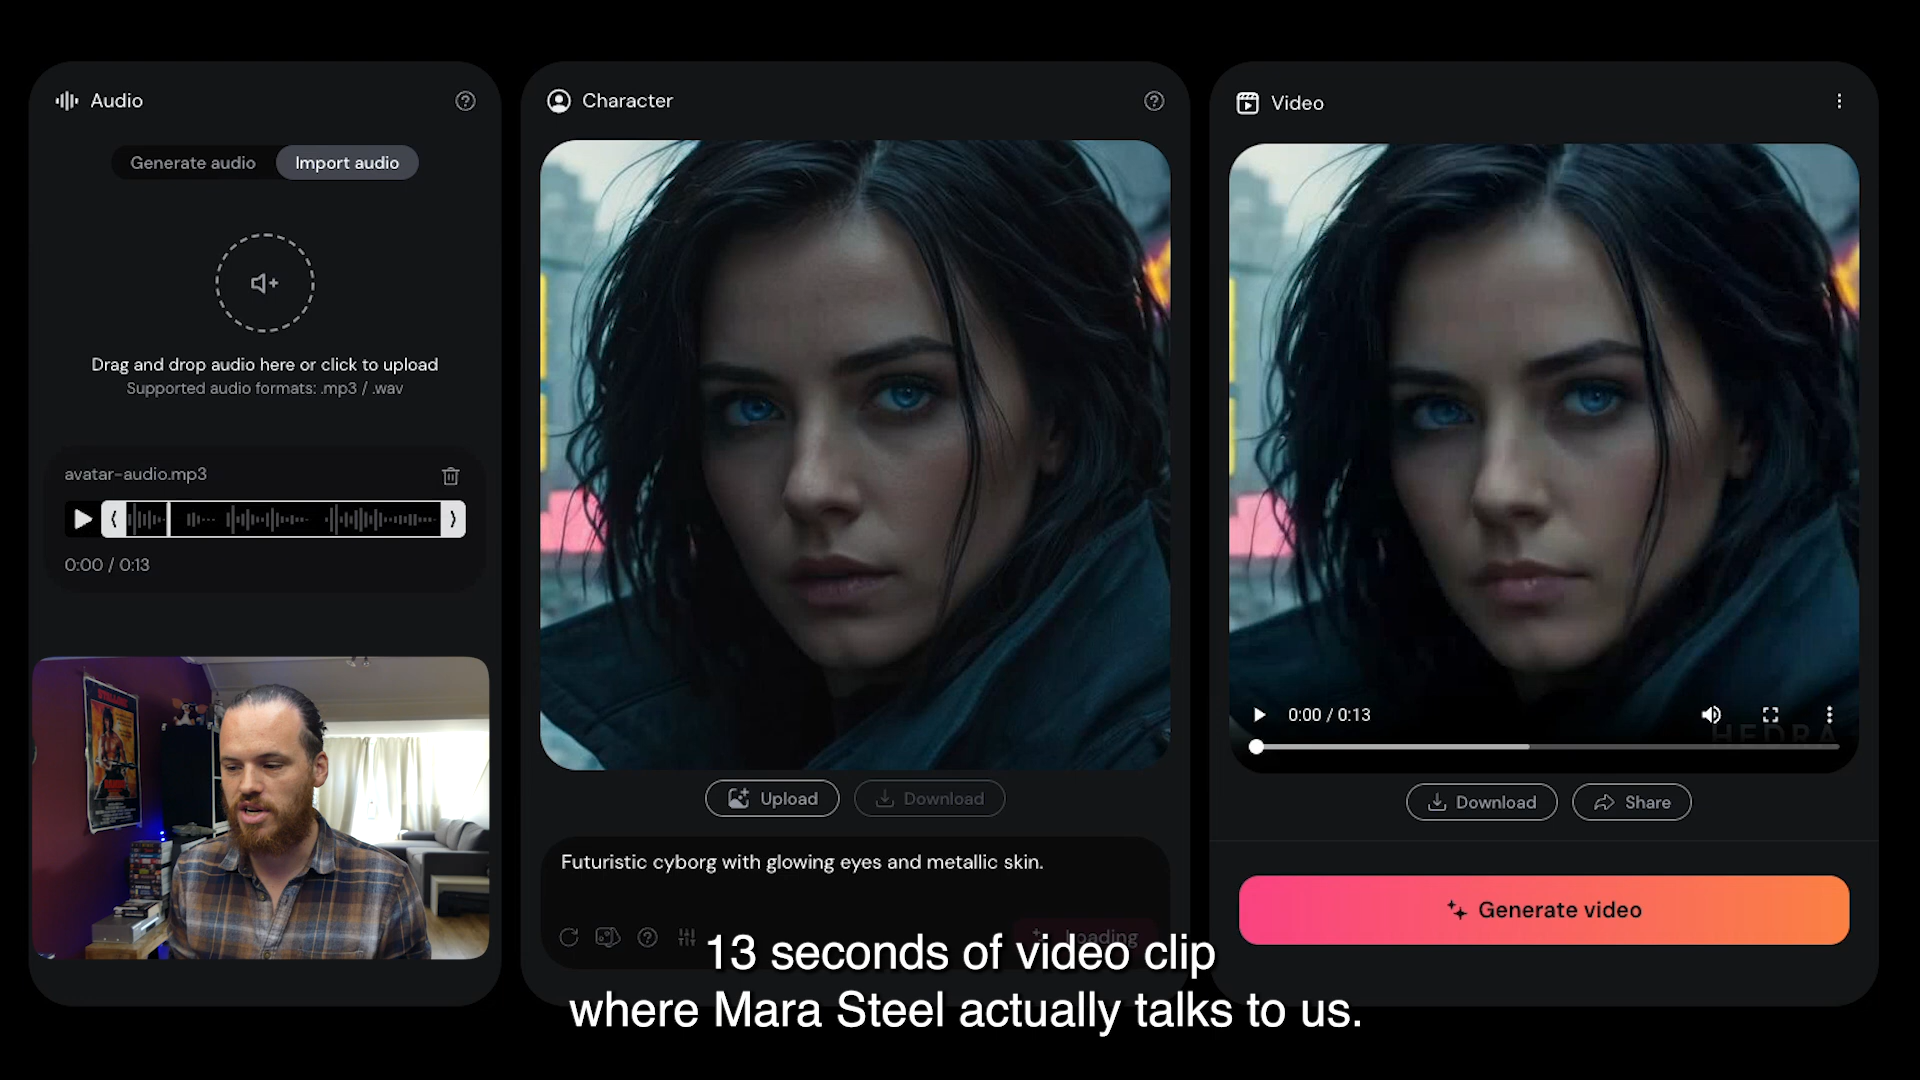 Audio
Generate audio
Import audio
Drag and drop audio here or click to upload
Supported audio formats: .mp3 / .wav
avatar-audio.mp3
0:00 / 0:13
Character
Upload
Download
Futuristic cyborg with glowing eyes and metallic skin.
Loading
Video
0:00 / 0:13
HEDRA
Download
Share
Generate video
13 seconds of video clip
where Mara Steel actually talks to us.